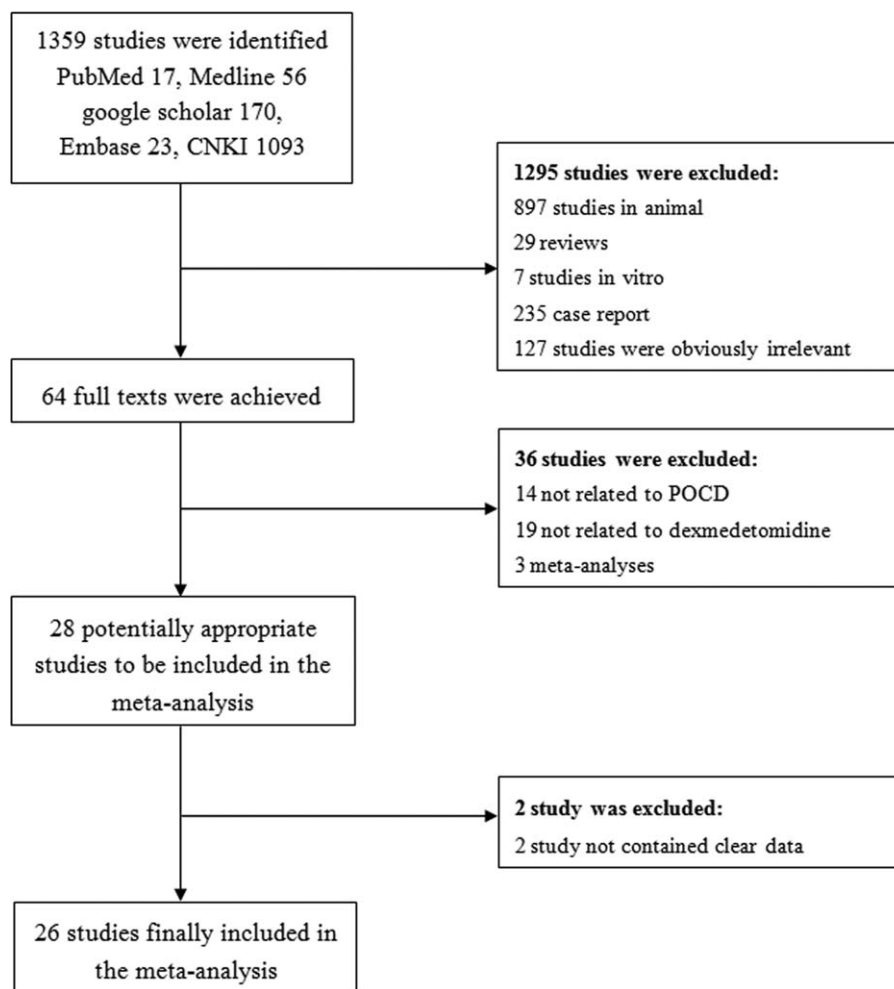 1359 studies were identified
PubMed 17, Medline 56
google scholar 170,
Embase 23, CNKI 1093
1295 studies were excluded:
897 studies in animal
29 reviews
7 studies in vitro
235 case report
127 studies were obviously irrelevant
64 full texts were achieved
36 studies were excluded:
14 not related to POCD
19 not related to dexmedetomidine
3 meta-analyses
28 potentially appropriate
studies to be included in the
meta-analysis
2 study was excluded:
2 study not contained clear data
26 studies finally included in
the meta-analysis